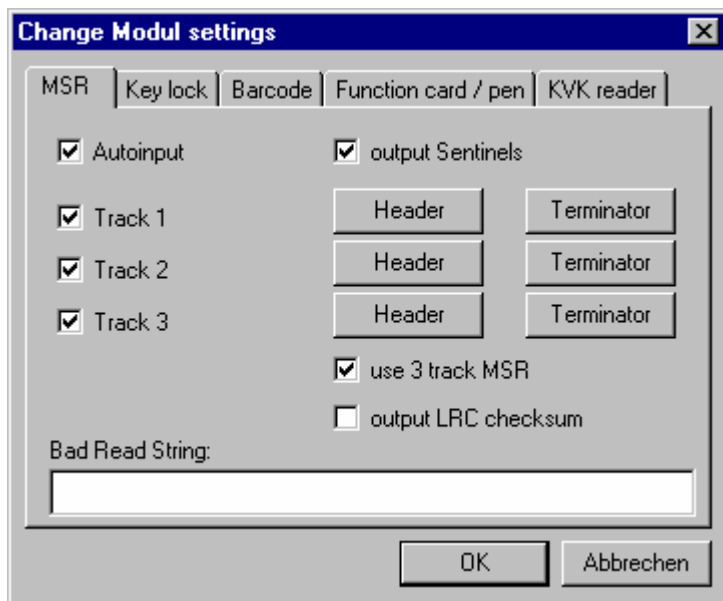 Change Modul settings
MSR Key lock Barcode Function card / pen KVK reader
Autoinput output Sentinels
Track 1 Header Terminator
Track 2 Header Terminator
Track 3 Header Terminator
use 3 track MSR
output LRC checksum
Bad Read String:
OK Abbrechen